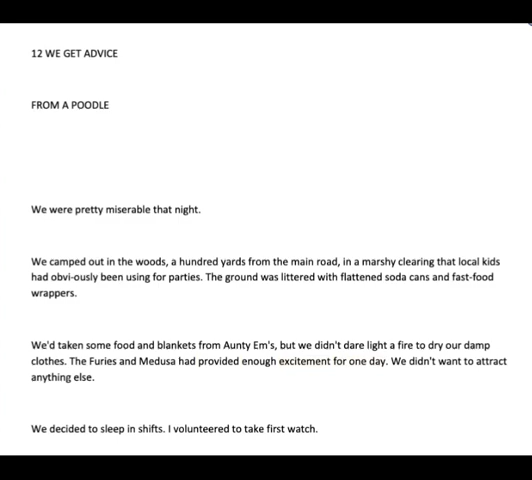 12 WE GET ADVICE
FROM A POODLE
We were pretty miserable that night.
We camped out in the woods, a hundred yards from the main road, in a marshy clearing that local kids
had obvi-ously been using for parties. The ground was littered with flattened soda cans and fast-food
wrappers.
We'd taken some food and blankets from Aunty Em's, but we didn't dare light a fire to dry our damp
clothes. The Furies and Medusa had provided enough excitement for one day. We didn't want to attract
anything else.
We decided to sleep in shifts. I volunteered to take first watch.